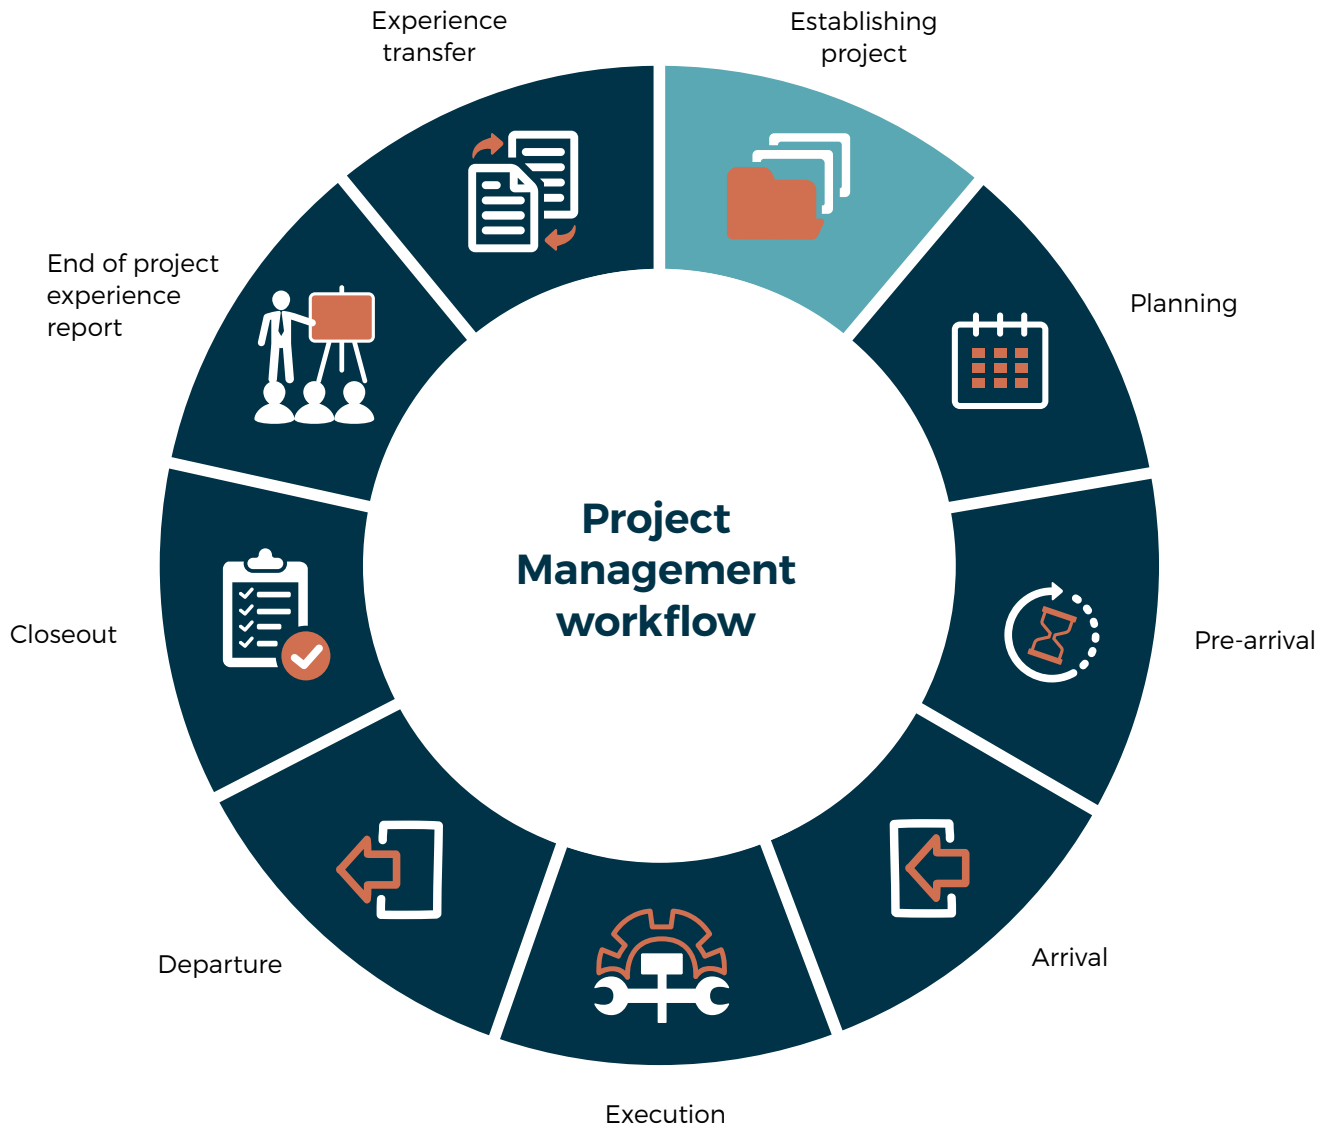 Experience
transfer
Establishing
project
End of project
experience
report
Planning
Project
Management
workflow
Closeout
Pre-arrival
Departure
Arrival
Execution